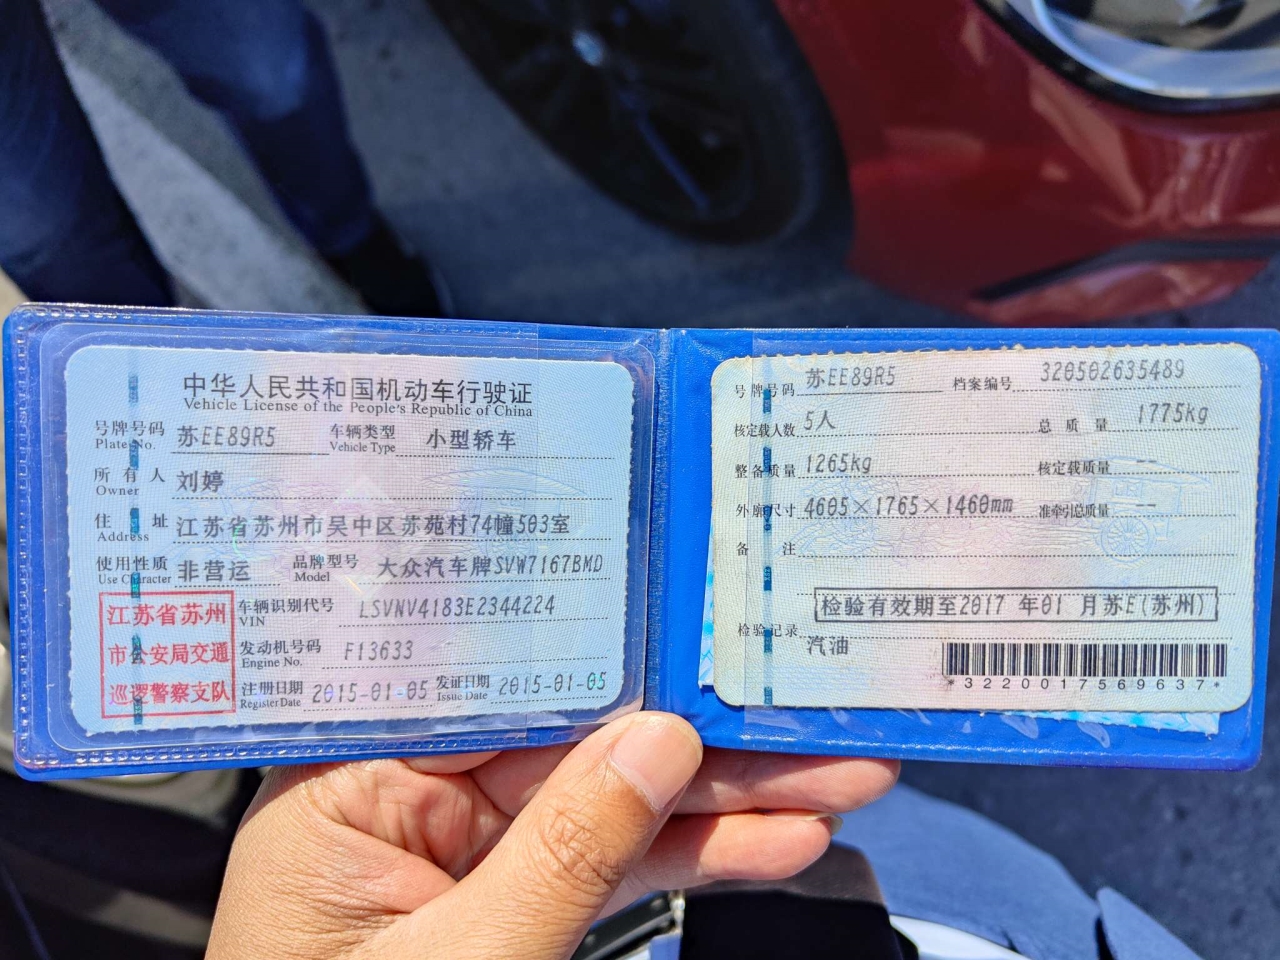 中华人民共和国机动车行驶证
Vehicle License of the People's Republic of China
号牌号码 苏EE89R5 车辆类型 小型轿车
Plate No. Vehicle Type
所有人 刘婷
Owner
住址 江苏省苏州市吴中区苏苑村74幢503室
Address
使用性质 非营运 品牌型号 大众汽车牌SVW7167BMD
Use Character Model
江苏省苏州
市公安局交通
巡逻警察支队
车辆识别代号 LSVNV4183E2344224
VIN
发动机号码 F13633
Engine No.
注册日期 2015-01-05 发证日期 2015-01-05
Register Date Issue Date
号牌号码 苏EE89R5 档案编号 320502635489
核定载人数 5人 总质量 1775kg
整备质量 1265kg 核定载质量 --
外廓尺寸 4605×1765×1460mm 准牵引总质量 --
备注
检验有效期至2017 年01 月苏E(苏州)
检验记录
汽油
*3220017569637*